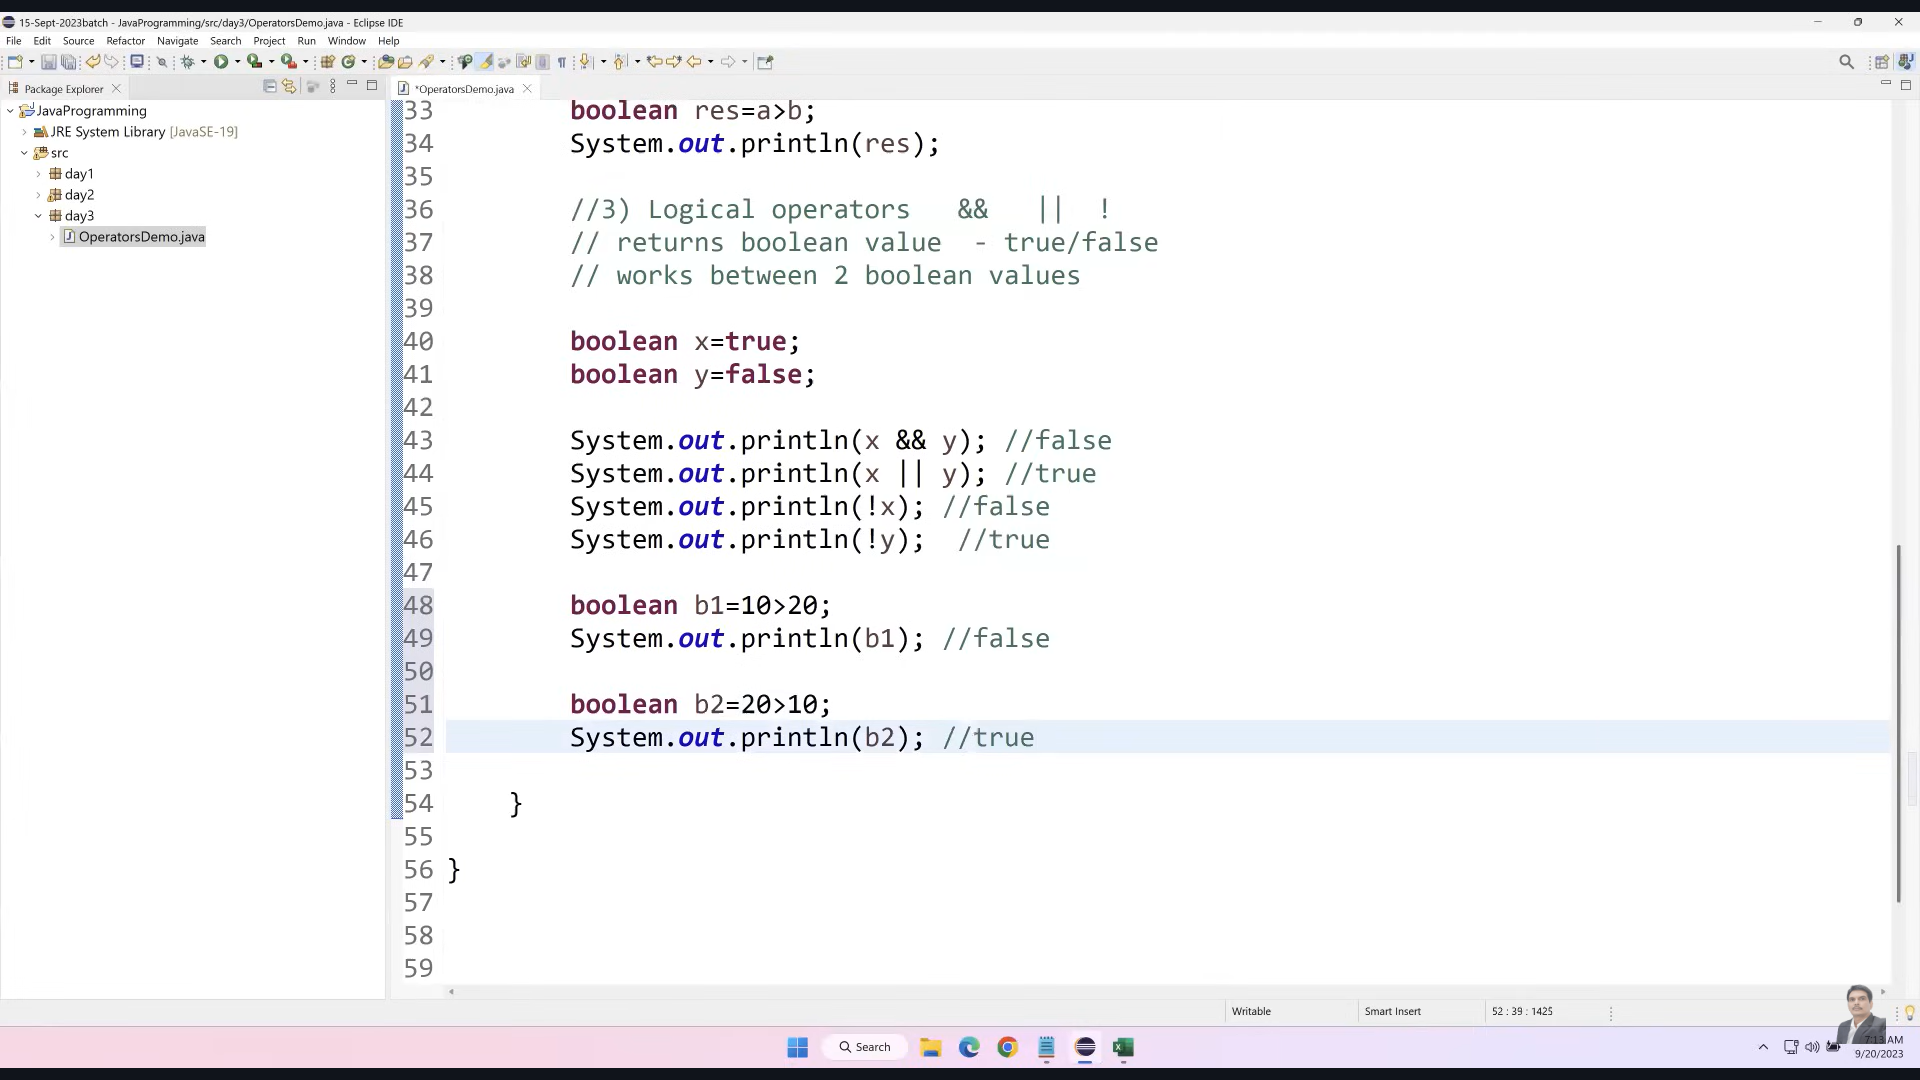 15-Sept-2023batch - JavaProgramming/src/day3/OperatorsDemo.java - Eclipse IDE
File Edit Source Refactor Navigate Search Project Run Window Help
Package Explorer
*OperatorsDemo.java
JavaProgramming
JRE System Library [JavaSE-19]
src
day1
day2
day3
OperatorsDemo.java
33 boolean res=a>b;
34 System.out.println(res);
35
36 //3) Logical operators && || !
37 // returns boolean value - true/false
38 // works between 2 boolean values
39
40 boolean x=true;
41 boolean y=false;
42
43 System.out.println(x && y); //false
44 System.out.println(x || y); //true
45 System.out.println(!x); //false
46 System.out.println(!y); //true
47
48 boolean b1=10>20;
49 System.out.println(b1); //false
50
51 boolean b2=20>10;
52 System.out.println(b2); //true
53
54 }
55
56 }
57
58
59
Writable Smart Insert 52 : 39 : 1425
Search
7:13 AM
9/20/2023